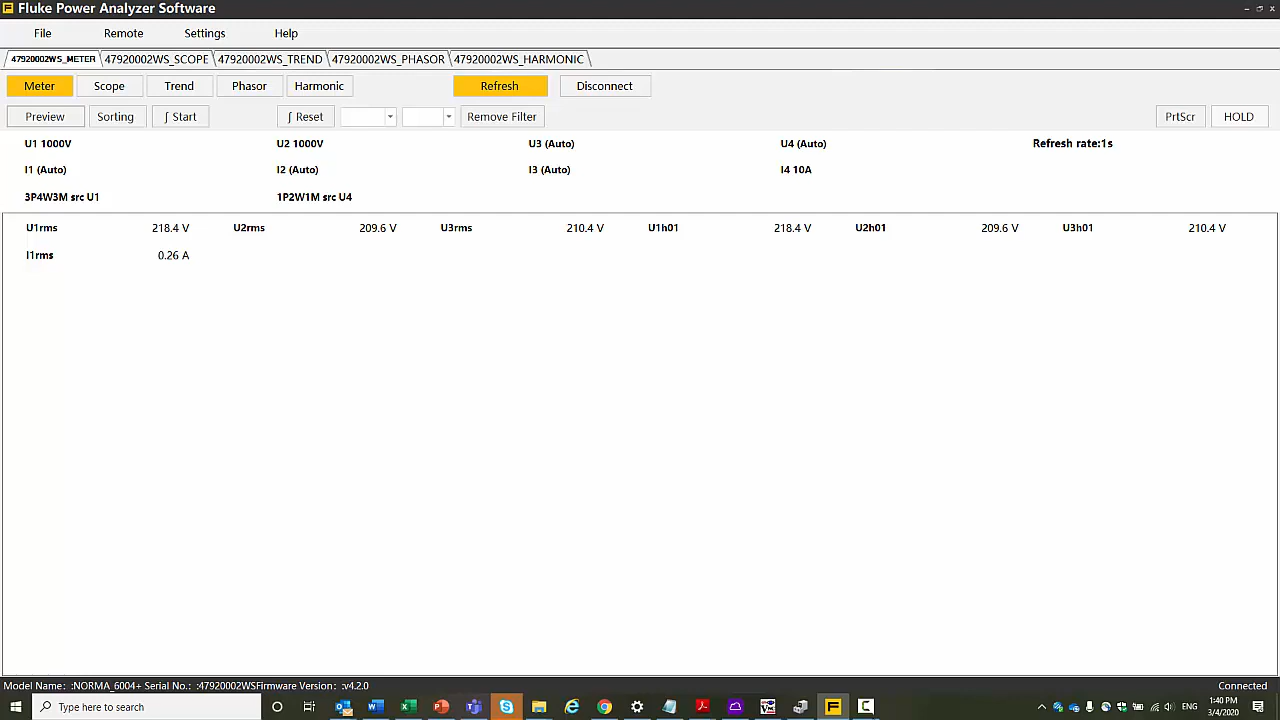 Fluke Power Analyzer Software
File Remote Settings Help
47920002WS_METER 47920002WS_SCOPE 47920002WS_TREND 47920002WS_PHASOR 47920002WS_HARMONIC
Meter Scope Trend Phasor Harmonic Refresh Disconnect
Preview Sorting ∫ Start ∫ Reset Remove Filter PrtScr HOLD
U1 1000V U2 1000V U3 (Auto) U4 (Auto) Refresh rate:1s
I1 (Auto) I2 (Auto) I3 (Auto) I4 10A
3P4W3M src U1 1P2W1M src U4
U1rms 218.4 V U2rms 209.6 V U3rms 210.4 V U1h01 218.4 V U2h01 209.6 V U3h01 210.4 V
I1rms 0.26 A
Model Name: :NORMA_6004+ Serial No.: :47920002WSFirmware Version: :v4.2.0 Connected
Type here to search ENG 1:40 PM
3/4/2020